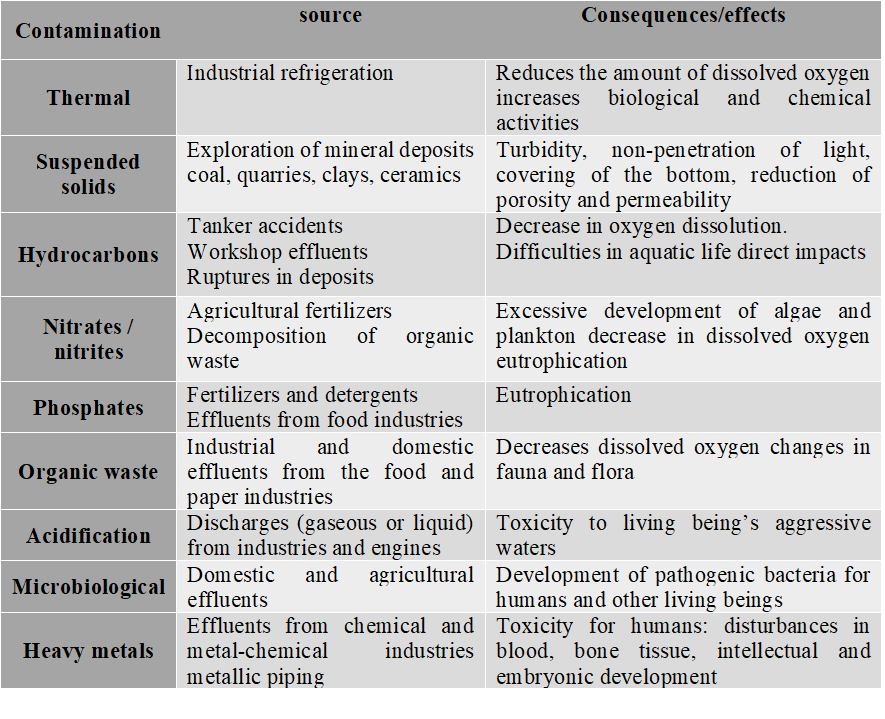 Contamination
source
Consequences/effects
Thermal
Industrial refrigeration
Reduces the amount of dissolved oxygen
increases biological and chemical
activities
Suspended
solids
Exploration of mineral deposits
coal, quarries, clays, ceramics
Turbidity, non-penetration of light,
covering of the bottom, reduction of
porosity and permeability
Hydrocarbons
Tanker accidents
Workshop effluents
Ruptures in deposits
Decrease in oxygen dissolution.
Difficulties in aquatic life direct impacts
Nitrates /
nitrites
Agricultural fertilizers
Decomposition of organic
waste
Excessive development of algae and
plankton decrease in dissolved oxygen
eutrophication
Phosphates
Fertilizers and detergents
Effluents from food industries
Eutrophication
Organic waste
Industrial and domestic
effluents from the food and
paper industries
Decreases dissolved oxygen changes in
fauna and flora
Acidification
Discharges (gaseous or liquid)
from industries and engines
Toxicity to living being’s aggressive
waters
Microbiological
Domestic and agricultural
effluents
Development of pathogenic bacteria for
humans and other living beings
Heavy metals
Effluents from chemical and
metal-chemical industries
metallic piping
Toxicity for humans: disturbances in
blood, bone tissue, intellectual and
embryonic development